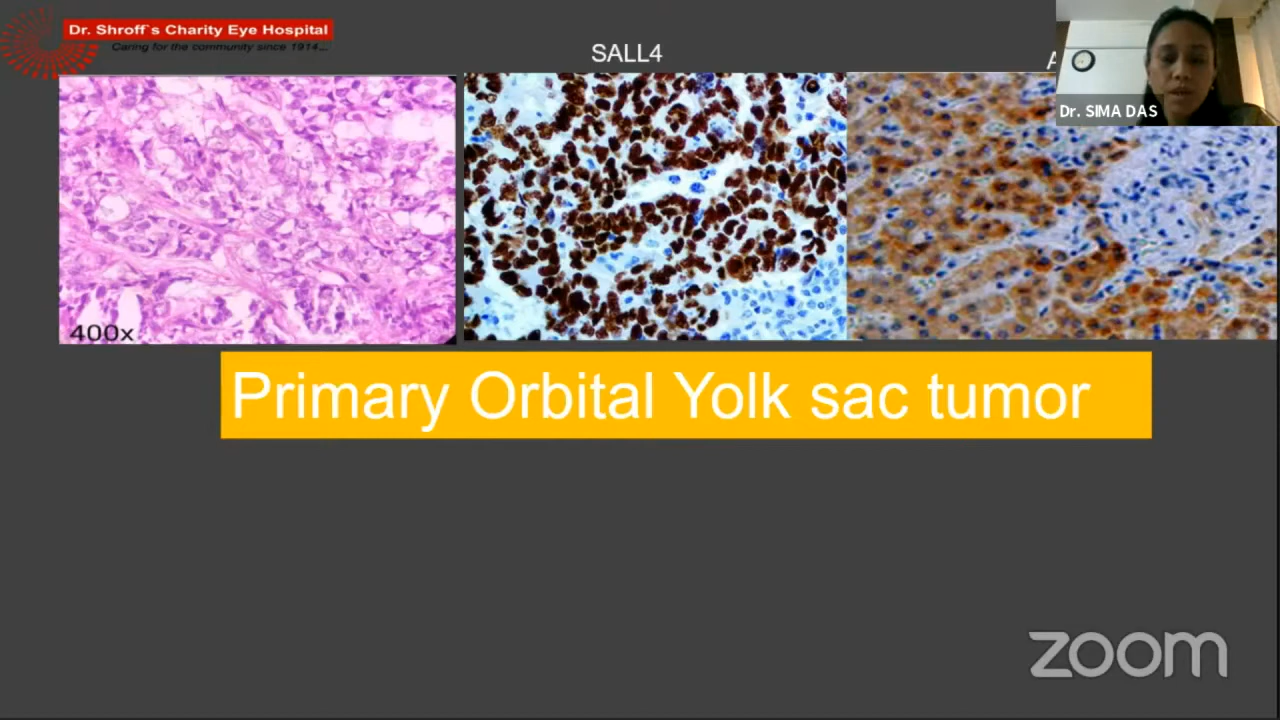 Dr. Shroff`s Charity Eye Hospital
Caring for the community since 1914...
SALL4
Dr. SIMA DAS
400x
Primary Orbital Yolk sac tumor
zoom